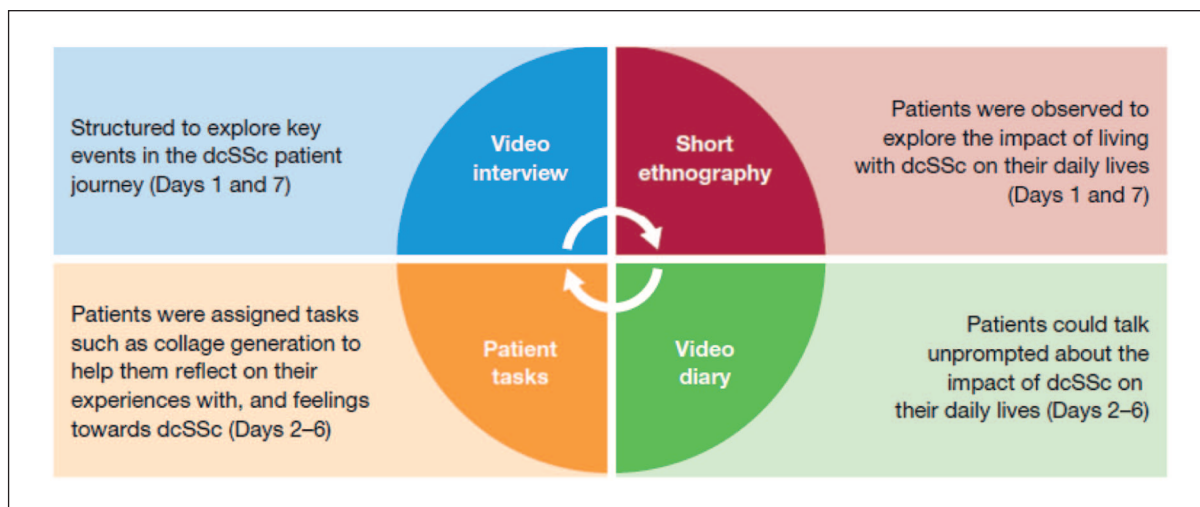 Structured to explore key
events in the dcSSc patient
journey (Days 1 and 7)
Video
interview
Short
ethnography
Patients were observed to
explore the impact of living
with dcSSc on their daily lives
(Days 1 and 7)
Patients were assigned tasks
such as collage generation to
help them reflect on their
experiences with, and feelings
towards dcSSc (Days 2–6)
Patient
tasks
Video
diary
Patients could talk
unprompted about the
impact of dcSSc on
their daily lives (Days 2–6)